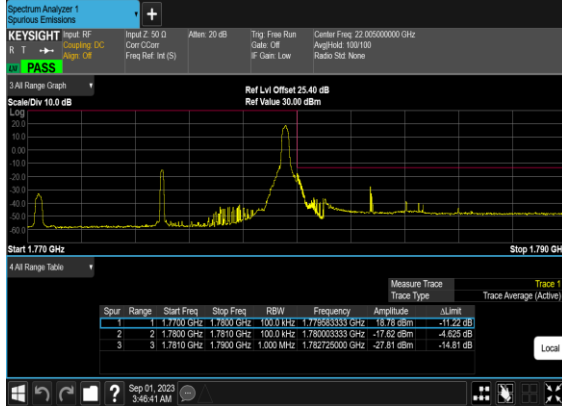 Spectrum Analyzer 1
Spurious Emissions
+
KEYSIGHT Input: RF Input Z: 50 Ω Atten: 20 dB Trig: Free Run Center Freq: 22.005000000 GHz
R T Coupling: DC Corr CCorr Gate: Off Avg|Hold: 100/100
Align: Off Freq Ref: Int (S) IF Gain: Low Radio Std: None
PASS
3 All Range Graph
Ref Lvl Offset 25.40 dB
Scale/Div 10.0 dB Ref Value 30.00 dBm
Log
20.0
10.0
0.00
-10.0
-20.0
-30.0
-40.0
-50.0
-60.0
Start 1.770 GHz Stop 1.790 GH
4 All Range Table
Measure Trace Trace 1
Trace Type Trace Average (Active)
Spur Range Start Freq Stop Freq RBW Frequency Amplitude ΔLimit
1 1 1.7700 GHz 1.7800 GHz 100.0 kHz 1.779583333 GHz 18.78 dBm -11.22 dB
2 2 1.7800 GHz 1.7810 GHz 100.0 kHz 1.780003333 GHz -17.62 dBm -4.625 dB
3 3 1.7810 GHz 1.7900 GHz 1.000 MHz 1.782725000 GHz -27.81 dBm -14.81 dB
Local
? Sep 01, 2023
3:46:41 AM